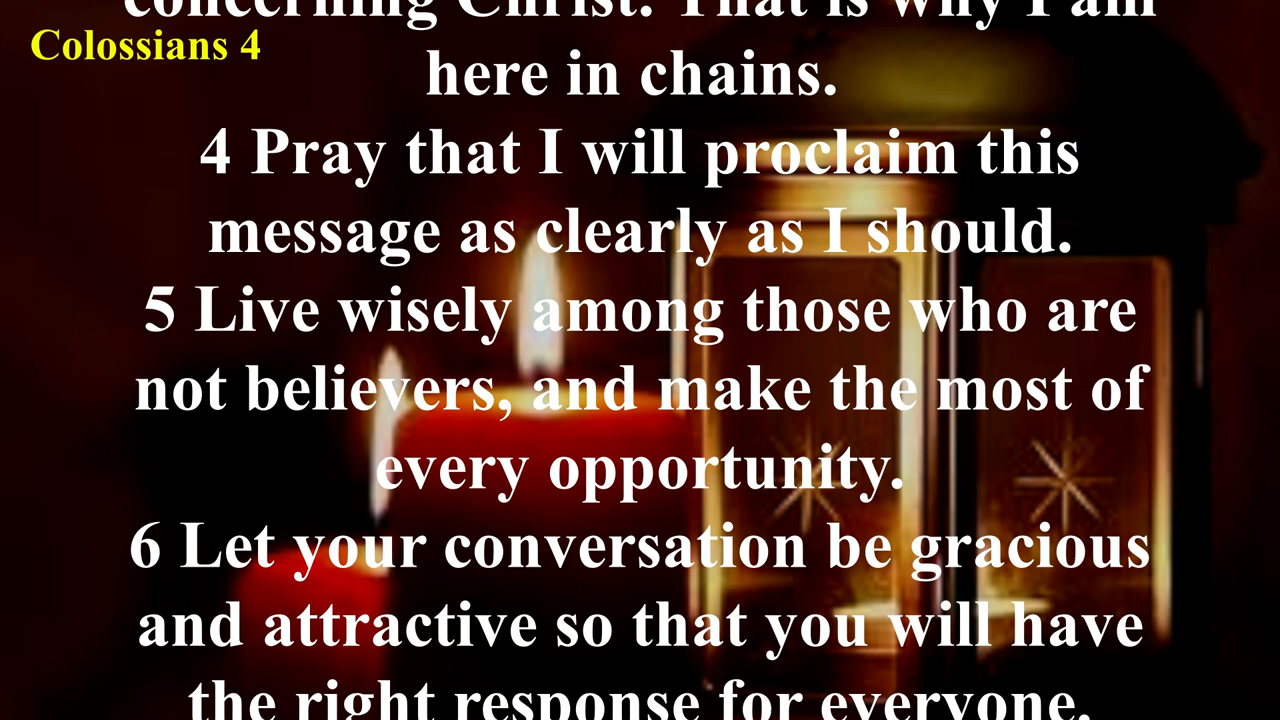 concerning Christ. That is why I am
Colossians 4
here in chains.
4 Pray that I will proclaim this
message as clearly as I should.
5 Live wisely among those who are
not believers, and make the most of
every opportunity.
6 Let your conversation be gracious
and attractive so that you will have
the right response for everyone.